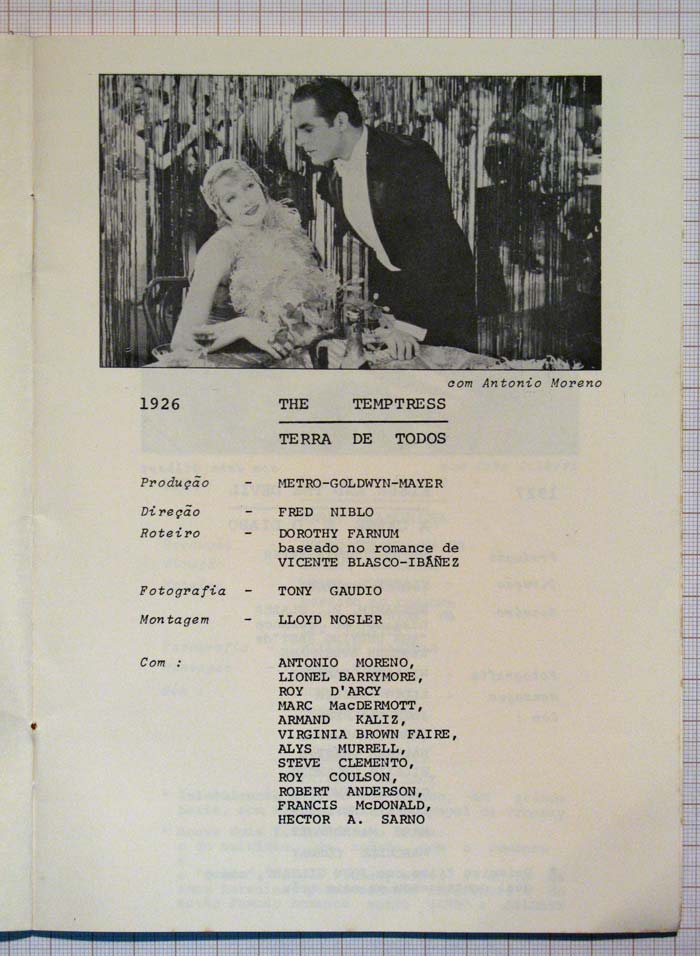 com Antonio Moreno
1926 THE TEMPTRESS
TERRA DE TODOS
Produção - METRO-GOLDWYN-MAYER
Direção - FRED NIBLO
Roteiro - DOROTHY FARNUM
baseado no romance de
VICENTE BLASCO-IBÁÑEZ
Fotografia - TONY GAUDIO
Montagem - LLOYD NOSLER
Com : ANTONIO MORENO,
LIONEL BARRYMORE,
ROY D'ARCY
MARC MacDERMOTT,
ARMAND KALIZ,
VIRGINIA BROWN FAIRE,
ALYS MURRELL,
STEVE CLEMENTO,
ROY COULSON,
ROBERT ANDERSON,
FRANCIS McDONALD,
HECTOR A. SARNO